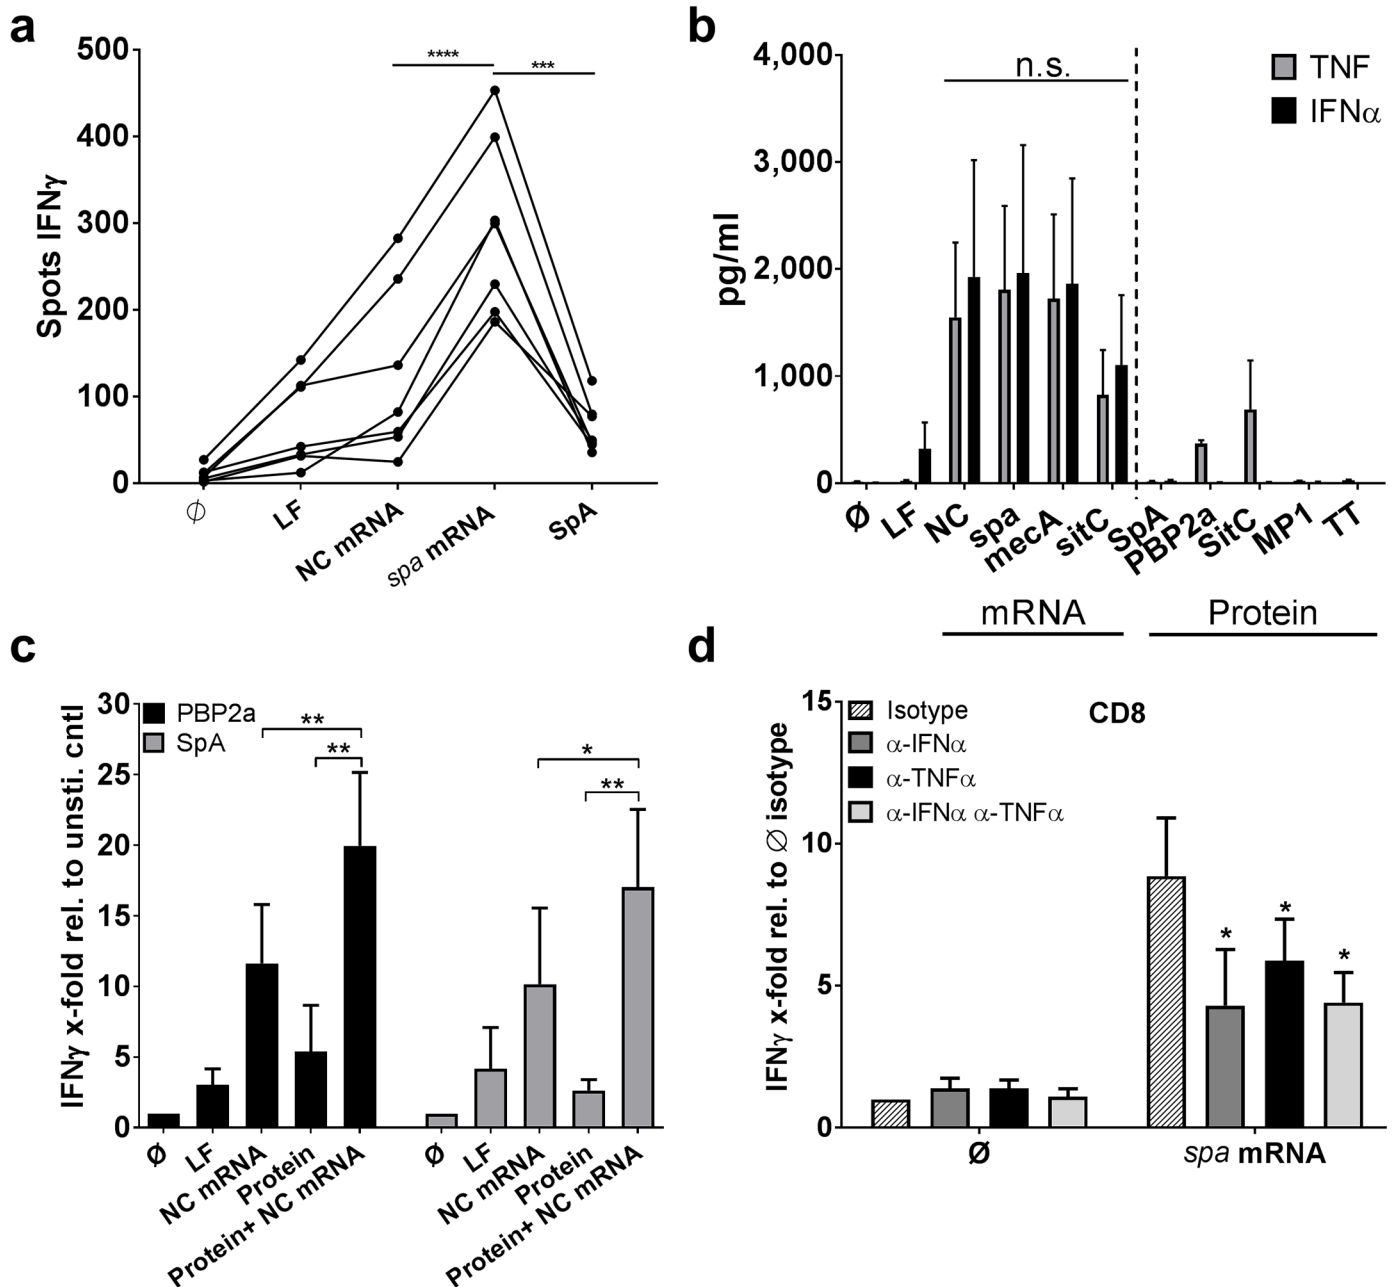 a
500
400
300
200
100
0
Spots IFNγ
****
***
∅
LF
NC mRNA
spa mRNA
SpA
b
4,000
3,000
2,000
1,000
0
pg/ml
n.s.
TNF
IFNα
Ø
LF
NC
spa
mecA
sitC
SpA
PBP2a
SitC
MP1
TT
mRNA
Protein
c
30
25
20
15
10
5
0
IFNγ x-fold rel. to unsti. cntl
PBP2a
SpA
**
**
*
**
Ø
LF
NC mRNA
Protein
Protein+ NC mRNA
Ø
LF
NC mRNA
Protein
Protein+ NC mRNA
d
15
10
5
0
IFNγ x-fold rel. to ∅ isotype
CD8
Isotype
α-IFNα
α-TNFα
α-IFNα α-TNFα
*
*
*
Ø
spa mRNA